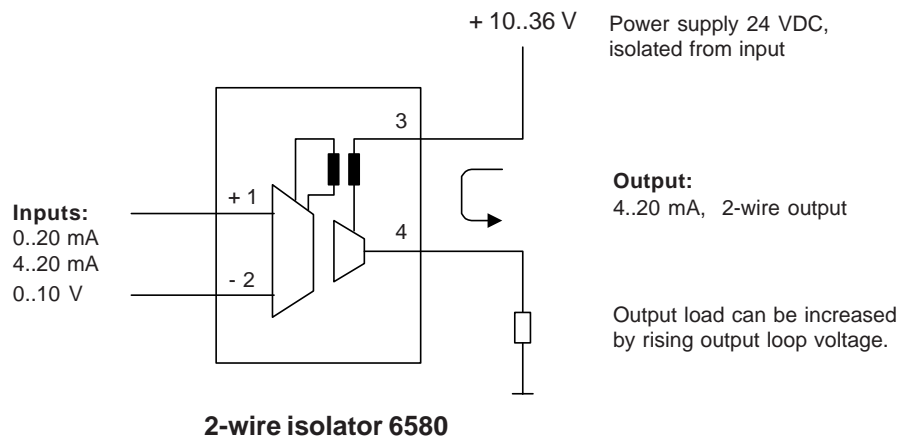 + 10..36 V
Power supply 24 VDC,
isolated from input
3
+ 1
Inputs:
0..20 mA
4..20 mA
0..10 V
- 2
4
Output:
4..20 mA, 2-wire output
Output load can be increased
by rising output loop voltage.
2-wire isolator 6580